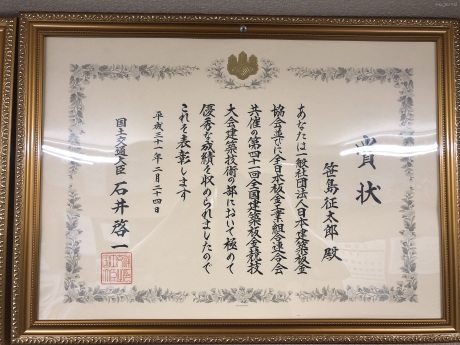 賞状
笹島征太郎 殿
あなたは一般社団法人日本建築板金
協会並びに全日本板金工業組合連合会
共催の第四十一回全国建築板金競技
大会建築技術の部において極めて
優秀な成績を収められましたので
これを表彰します
平成三十一年二月二十四日
国土交通大臣 石井啓一